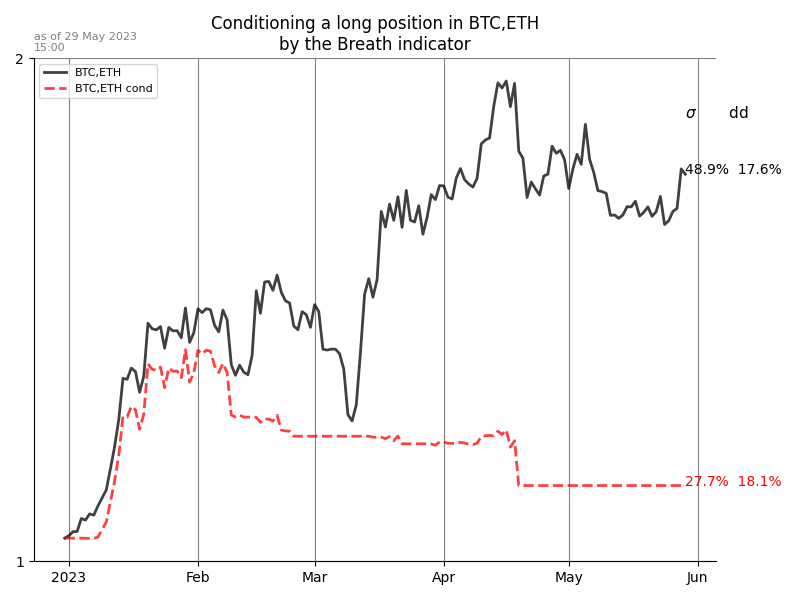 Conditioning a long position in BTC,ETH
by the Breath indicator
as of 29 May 2023
15:00
2
BTC,ETH
BTC,ETH cond
σ dd
48.9% 17.6%
27.7% 18.1%
1
2023 Feb Mar Apr May Jun